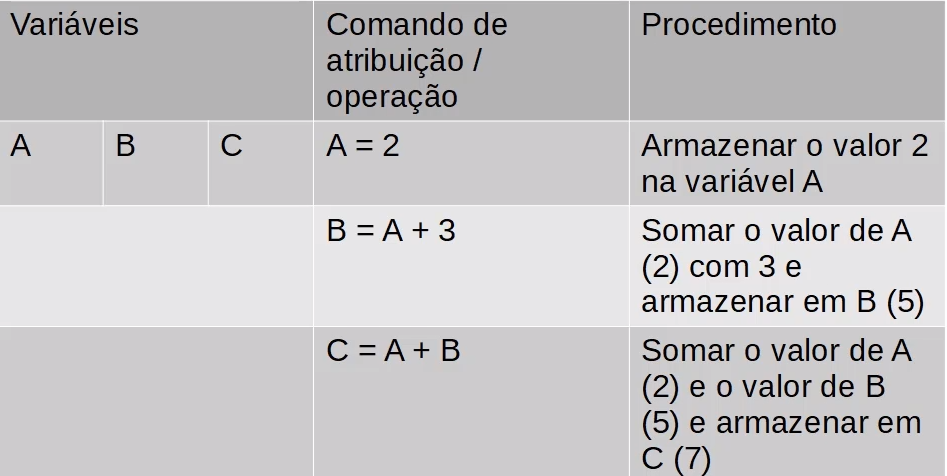 Variáveis
Comando de
atribuição /
operação
Procedimento
A
B
C
A = 2
Armazenar o valor 2
na variável A
B = A + 3
Somar o valor de A
(2) com 3 e
armazenar em B (5)
C = A + B
Somar o valor de A
(2) e o valor de B
(5) e armazenar em
C (7)